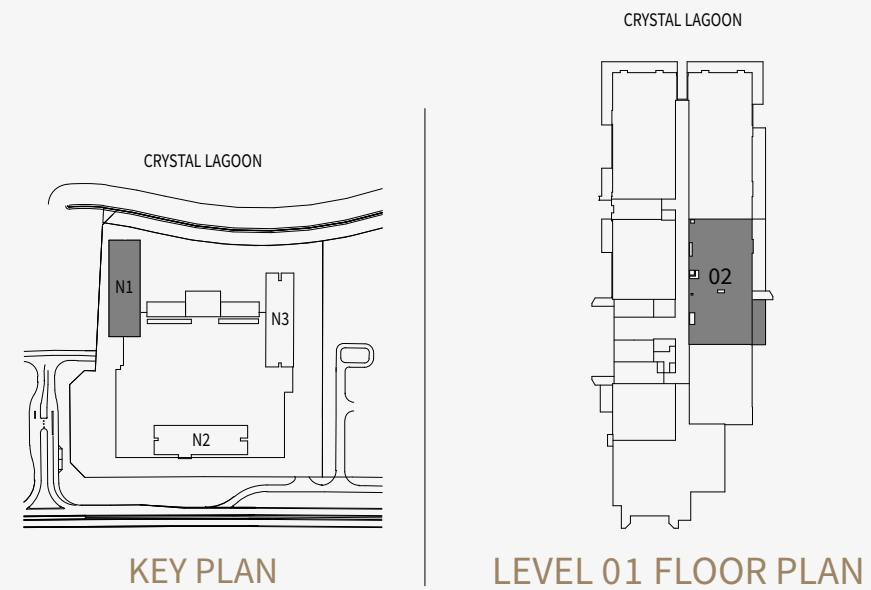 CRYSTAL LAGOON
N1
N3
N2
KEY PLAN
CRYSTAL LAGOON
02
LEVEL 01 FLOOR PLAN